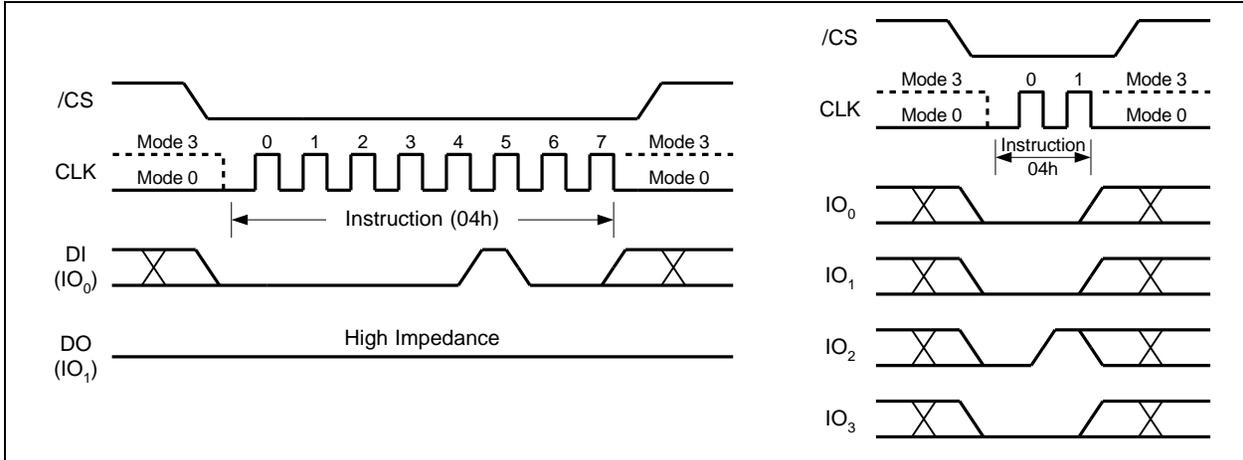 /CS
Mode 3 0 1 2 3 4 5 6 7 Mode 3
CLK
Mode 0 Mode 0
Instruction (04h)
DI
(IO0)
DO
(IO1)
High Impedance
/CS
Mode 3 0 1 Mode 3
CLK
Mode 0 Mode 0
Instruction
04h
IO0
IO1
IO2
IO3